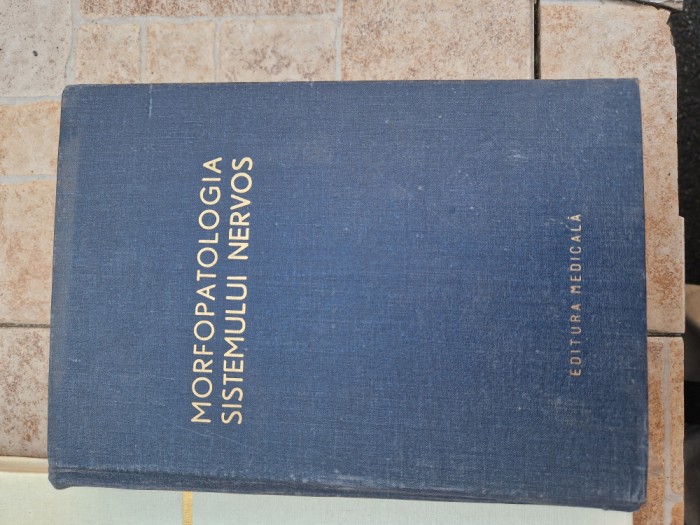 MORFOPATOLOGIA
SISTEMULUI NERVOS
EDITURA MEDICALĂ